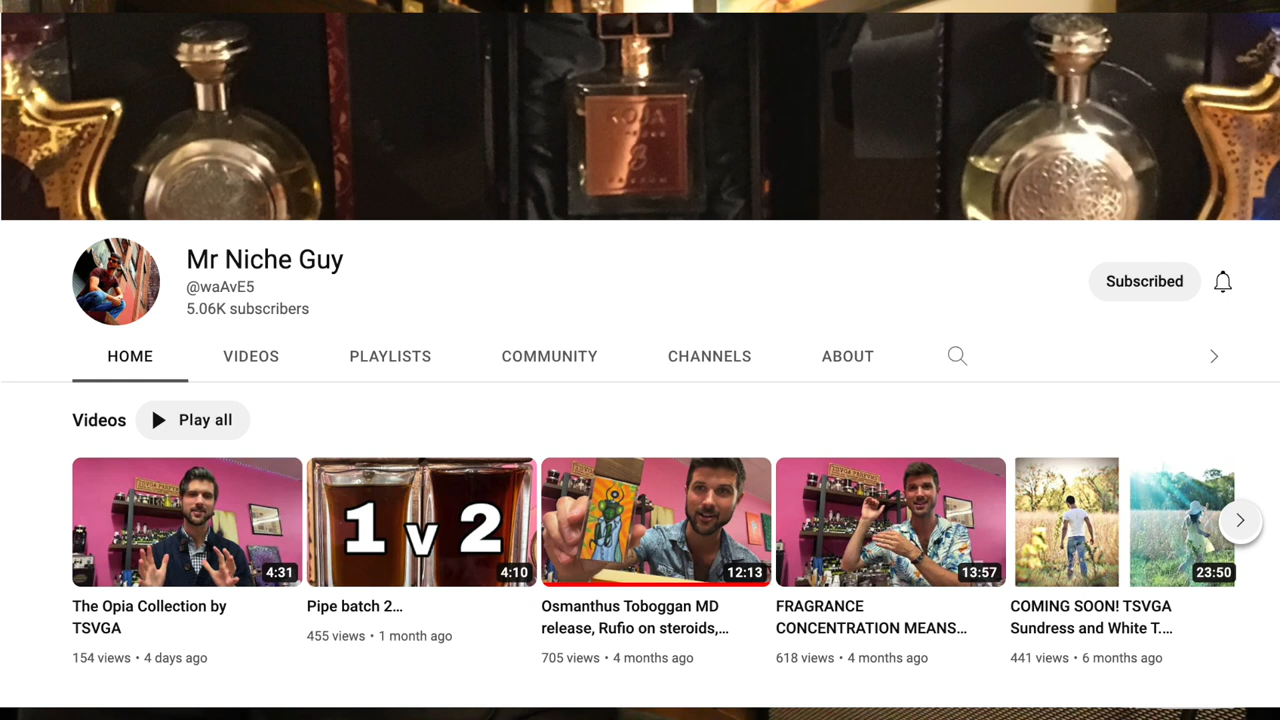 Mr Niche Guy
@waAvE5
5.06K subscribers
Subscribed
HOME VIDEOS PLAYLISTS COMMUNITY CHANNELS ABOUT
Videos Play all
1 v 2
4:31
4:10
12:13
13:57
23:50
The Opia Collection by
TSVGA
154 views • 4 days ago
Pipe batch 2...
455 views • 1 month ago
Osmanthus Toboggan MD
release, Rufio on steroids,...
705 views • 4 months ago
FRAGRANCE
CONCENTRATION MEANS...
618 views • 4 months ago
COMING SOON! TSVGA
Sundress and White T....
441 views • 6 months ago